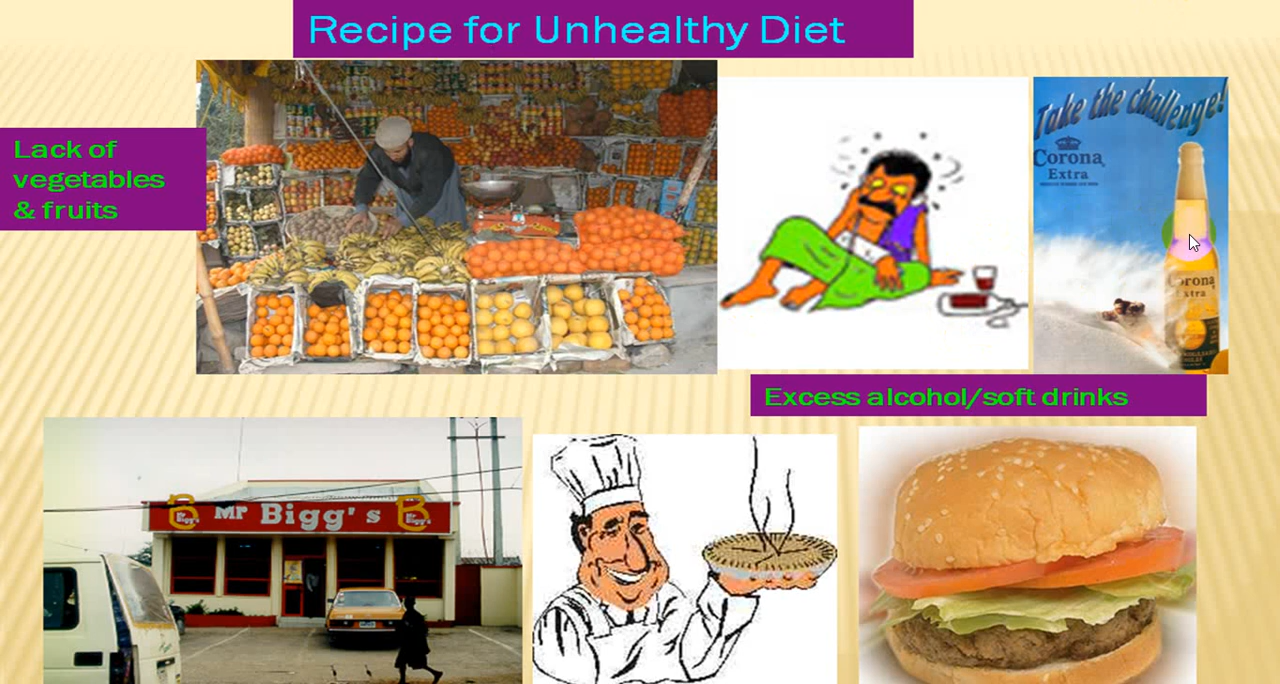 Recipe for Unhealthy Diet
Lack of
vegetables
& fruits
Take the challenge!
Corona
Extra
Corona
Extra
Excess alcohol/soft drinks
Mr Bigg's